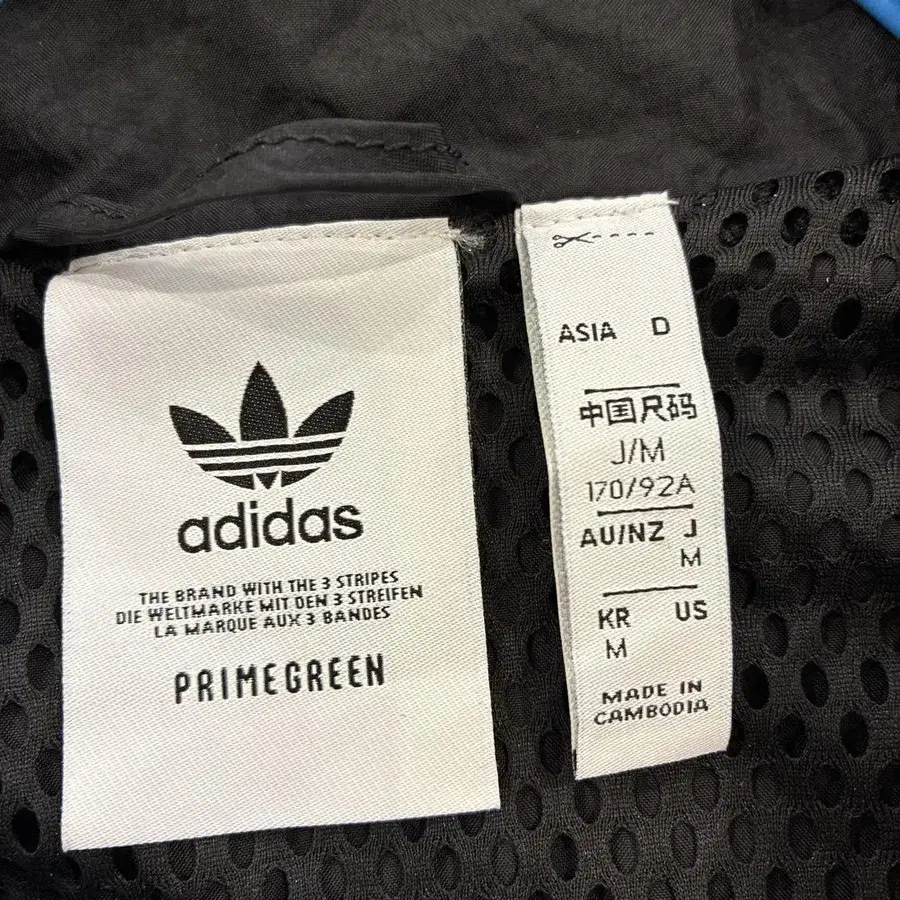 adidas
THE BRAND WITH THE 3 STRIPES
DIE WELTMARKE MIT DEN 3 STREIFEN
LA MARQUE AUX 3 BANDES
PRIMEGREEN
ASIA D
中国尺码
J/M
170/92A
AU/NZ J
M
KR US
M
MADE IN
CAMBODIA